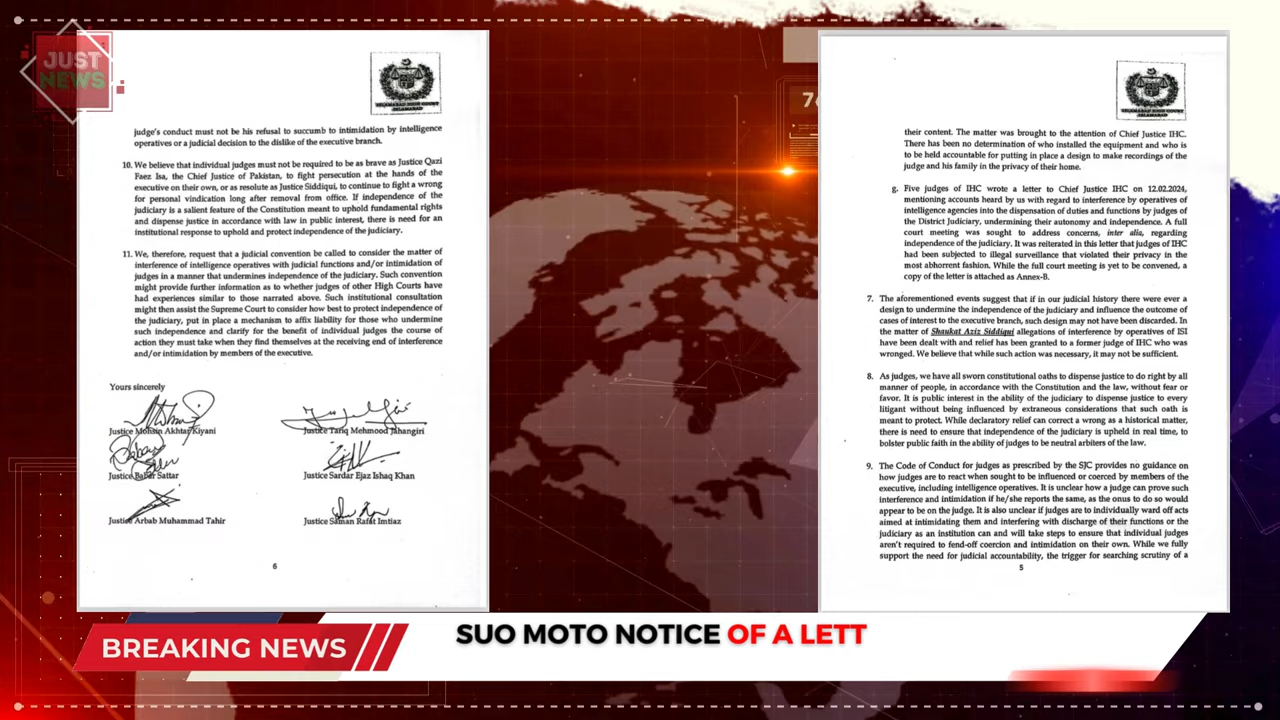 JUST
NEWS
ISLAMABAD HIGH COURT
ISLAMABAD
judge's conduct must not be his refusal to succumb to intimidation by intelligence
operatives or a judicial decision to the dislike of the executive branch.
10. We believe that individual judges must not be required to be as brave as Justice Qazi
Faez Isa, the Chief Justice of Pakistan, to fight persecution at the hands of the
executive on their own, or as resolute as Justice Siddiqui, to continue to fight a wrong
for personal vindication long after removal from office. If independence of the
judiciary is a salient feature of the Constitution meant to uphold fundamental rights
and dispense justice in accordance with law in public interest, there is need for an
institutional response to uphold and protect independence of the judiciary.
11. We, therefore, request that a judicial convention be called to consider the matter of
interference of intelligence operatives with judicial functions and/or intimidation of
judges in a manner that undermines independence of the judiciary. Such convention
might provide further information as to whether judges of other High Courts have
had experiences similar to those narrated above. Such institutional consultation
might then assist the Supreme Court to consider how best to protect independence of
the judiciary, put in place a mechanism to affix liability for those who undermine
such independence and clarify for the benefit of individual judges the course of
action they must take when they find themselves at the receiving end of interference
and/or intimidation by members of the executive.
Yours sincerely
Justice Mohsin Akhtar Kiyani
Justice Tariq Mehmood Jahangiri
Justice Babar Sattar
Justice Sardar Ejaz Ishaq Khan
Justice Arbab Muhammad Tahir
Justice Saman Rafat Imtiaz
6
ISLAMABAD HIGH COURT
ISLAMABAD
their content. The matter was brought to the attention of Chief Justice IHC.
There has been no determination of who installed the equipment and who is
to be held accountable for putting in place a design to make recordings of the
judge and his family in the privacy of their home.
g. Five judges of IHC wrote a letter to Chief Justice IHC on 12.02.2024,
mentioning accounts heard by us with regard to interference by operatives of
intelligence agencies into the dispensation of duties and functions by judges of
the District Judiciary, undermining their autonomy and independence. A full
court meeting was sought to address concerns, inter alia, regarding
independence of the judiciary. It was reiterated in this letter that judges of IHC
had been subjected to illegal surveillance that violated their privacy in the
most abhorrent fashion. While the full court meeting is yet to be convened, a
copy of the letter is attached as Annex-B.
7. The aforementioned events suggest that if in our judicial history there were ever a
design to undermine the independence of the judiciary and influence the outcome of
cases of interest to the executive branch, such design may not have been discarded. In
the matter of Shaukat Aziz Siddiqui allegations of interference by operatives of ISI
have been dealt with and relief has been granted to a former judge of IHC who was
wronged. We believe that while such action was necessary, it may not be sufficient.
8. As judges, we have all sworn constitutional oaths to dispense justice to do right by all
manner of people, in accordance with the Constitution and the law, without fear or
favor. It is public interest in the ability of the judiciary to dispense justice to every
litigant without being influenced by extraneous considerations that such oath is
meant to protect. While declaratory relief can correct a wrong as a historical matter,
there is need to ensure that independence of the judiciary is upheld in real time, to
bolster public faith in the ability of judges to be neutral arbiters of the law.
9. The Code of Conduct for judges as prescribed by the SJC provides no guidance on
how judges are to react when sought to be influenced or coerced by members of the
executive, including intelligence operatives. It is unclear how a judge can prove such
interference and intimidation if he/she reports the same, as the onus to do so would
appear to be on the judge. It is also unclear if judges are to individually ward off acts
aimed at intimidating them and interfering with discharge of their functions or the
judiciary as an institution can and will take steps to ensure that individual judges
aren't required to fend-off coercion and intimidation on their own. While we fully
support the need for judicial accountability, the trigger for searching scrutiny of a
5
BREAKING NEWS
SUO MOTO NOTICE OF A LETT